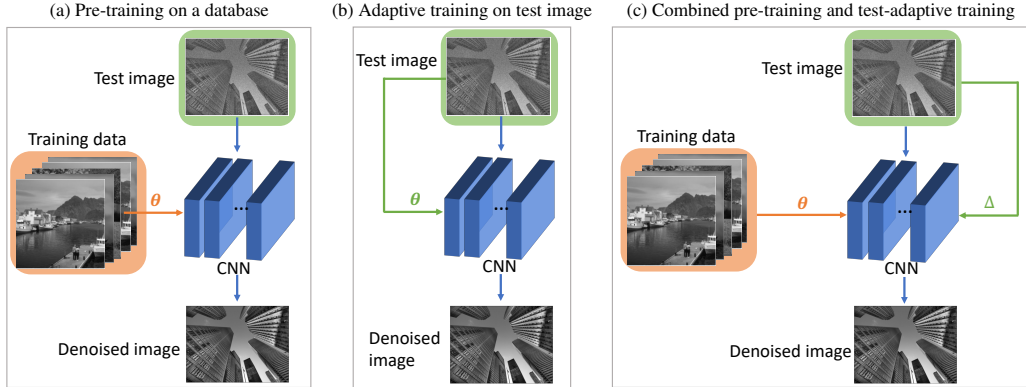 (a) Pre-training on a database
Test image
Training data
θ
CNN
Denoised image
(b) Adaptive training on test image
Test image
θ
CNN
Denoised
image
(c) Combined pre-training and test-adaptive training
Test image
Training data
θ
Δ
CNN
Denoised image